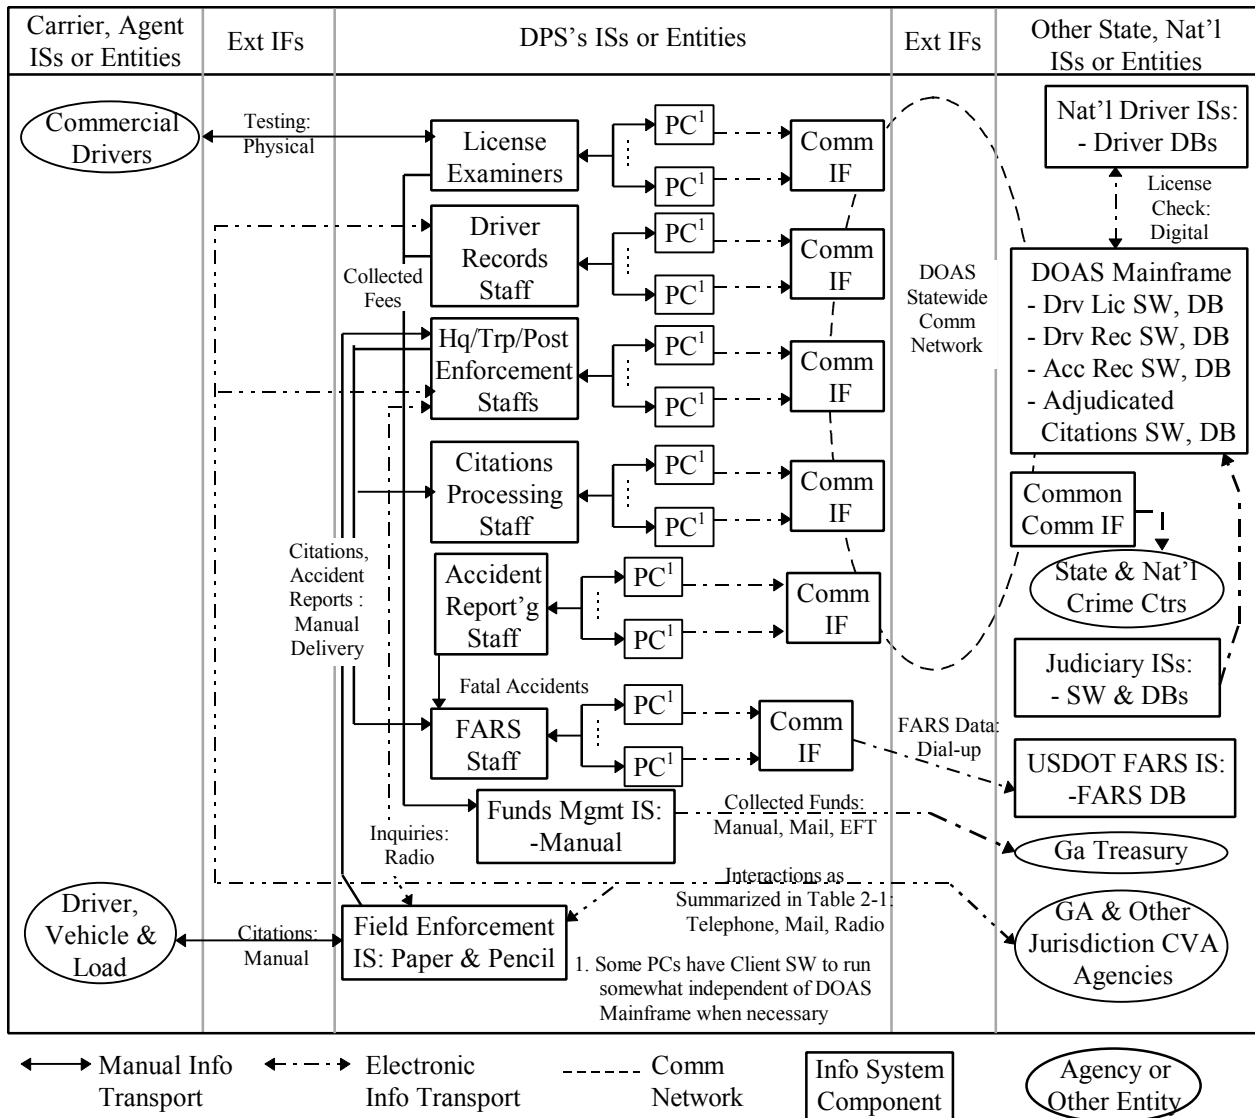 Carrier, Agent
ISs or Entities
Ext IFs
DPS's ISs or Entities
Ext IFs
Other State, Nat'l
ISs or Entities
Commercial
Drivers
Testing:
Physical
License
Examiners
PC1
PC1
Comm
IF
Nat'l Driver ISs:
- Driver DBs
License
Check:
Digital
Driver
Records
Staff
PC1
PC1
Comm
IF
Collected
Fees
DOAS
Statewide
Comm
Network
DOAS Mainframe
- Drv Lic SW, DB
- Drv Rec SW, DB
- Acc Rec SW, DB
- Adjudicated
Citations SW, DB
Hq/Trp/Post
Enforcement
Staffs
PC1
PC1
Comm
IF
Citations
Processing
Staff
PC1
PC1
Comm
IF
Common
Comm IF
State & Nat'l
Crime Ctrs
Citations,
Accident
Reports :
Manual
Delivery
Accident
Report'g
Staff
PC1
PC1
Comm
IF
Judiciary ISs:
- SW & DBs
Fatal Accidents
FARS
Staff
PC1
PC1
Comm
IF
FARS Data:
Dial-up
USDOT FARS IS:
-FARS DB
Funds Mgmt IS:
-Manual
Collected Funds:
Manual, Mail, EFT
Ga Treasury
Inquiries:
Radio
Interactions as
Summarized in Table 2-1:
Telephone, Mail, Radio
Driver,
Vehicle &
Load
Citations:
Manual
Field Enforcement
IS: Paper & Pencil
GA & Other
Jurisdiction CVA
Agencies
1. Some PCs have Client SW to run
somewhat independent of DOAS
Mainframe when necessary
Manual Info
Transport
Electronic
Info Transport
Comm
Network
Info System
Component
Agency or
Other Entity